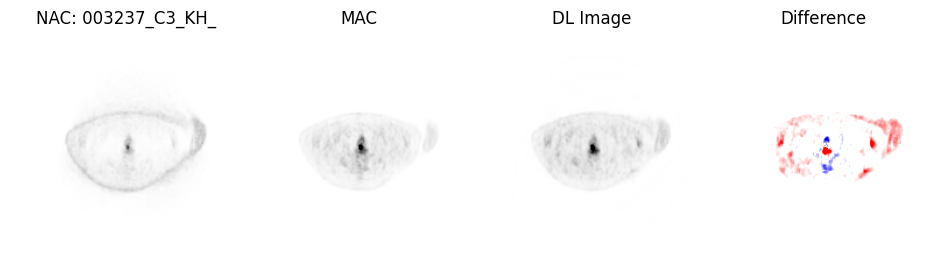 NAC: 003237_C3_KH_
MAC
DL Image
Difference